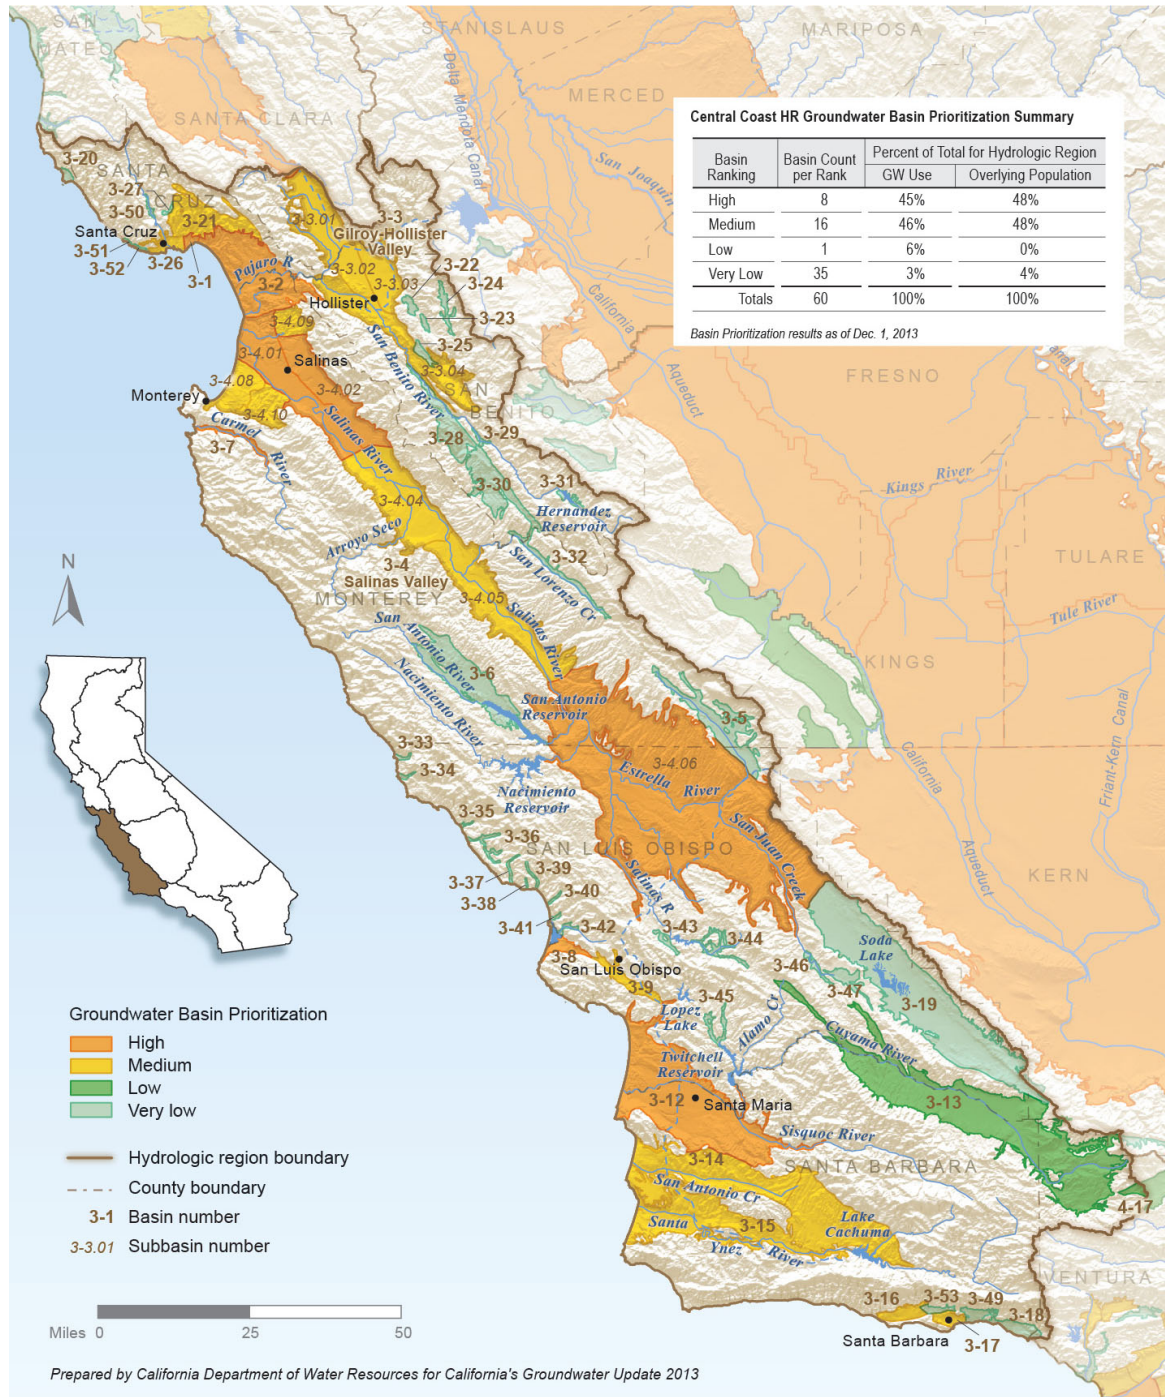 SAN
MATEO
STANISLAUS
MARIPOSA
SANTA CLARA
MERCED
Delta Mendota Canal
San Joaquin
Central Coast HR Groundwater Basin Prioritization Summary
Basin Ranking
Basin Count per Rank
Percent of Total for Hydrologic Region
GW Use
Overlying Population
High 8 45% 48%
Medium 16 46% 48%
Low 1 6% 0%
Very Low 35 3% 4%
Totals 60 100% 100%
Basin Prioritization results as of Dec. 1, 2013
3-20
SANTA
CRUZ
3-27
3-50
3-21
Santa Cruz
3-51
3-52
3-26
3-1
3-3.01
3-3
Gilroy-Hollister
Valley
3-3.02
3-3.03
3-22
3-24
Pajaro R
3-2
Hollister
3-23
3-25
3-4.09
San Benito River
3-4.01
Salinas
3-3.04
SAN
BENITO
3-4.08
3-4.02
Monterey
3-4.10
Salinas River
Carmel
River
3-7
3-28
3-29
3-30
3-31
Hernandez
Reservoir
California
Aqueduct
Canal
FRESNO
Kings River
3-4.04
Arroyo Seco
3-4
Salinas Valley
MONTEREY
3-32
San Lorenzo Cr
3-4.05
Salinas River
TULARE
Tule River
KINGS
N
San
Antonio River
3-6
Nacimiento River
San Antonio
Reservoir
3-5
3-33
3-34
3-4.06
Estrella
River
Nacimiento
Reservoir
California
Aqueduct
Friant-Kern Canal
3-35
3-36
SAN LUIS OBISPO
San Juan Creek
KERN
3-37
3-39
3-38
3-40
Salinas R
3-41
3-42
3-43
3-44
3-8
San Luis Obispo
3-9
3-46
3-47
Soda
Lake
3-19
3-45
Lopez
Lake
Alamo Cr
Cuyama River
Twitchell
Reservoir
3-12
Santa Maria
3-13
Sisquoc River
3-14
SANTA BARBARA
San Antonio Cr
4-17
Santa
Ynez
River
3-15
Lake
Cachuma
VENTURA
3-16
3-53
3-49
3-18
Santa Barbara
3-17
Groundwater Basin Prioritization
High
Medium
Low
Very low
Hydrologic region boundary
County boundary
3-1 Basin number
3-3.01 Subbasin number
Miles 0 25 50
Prepared by California Department of Water Resources for California's Groundwater Update 2013